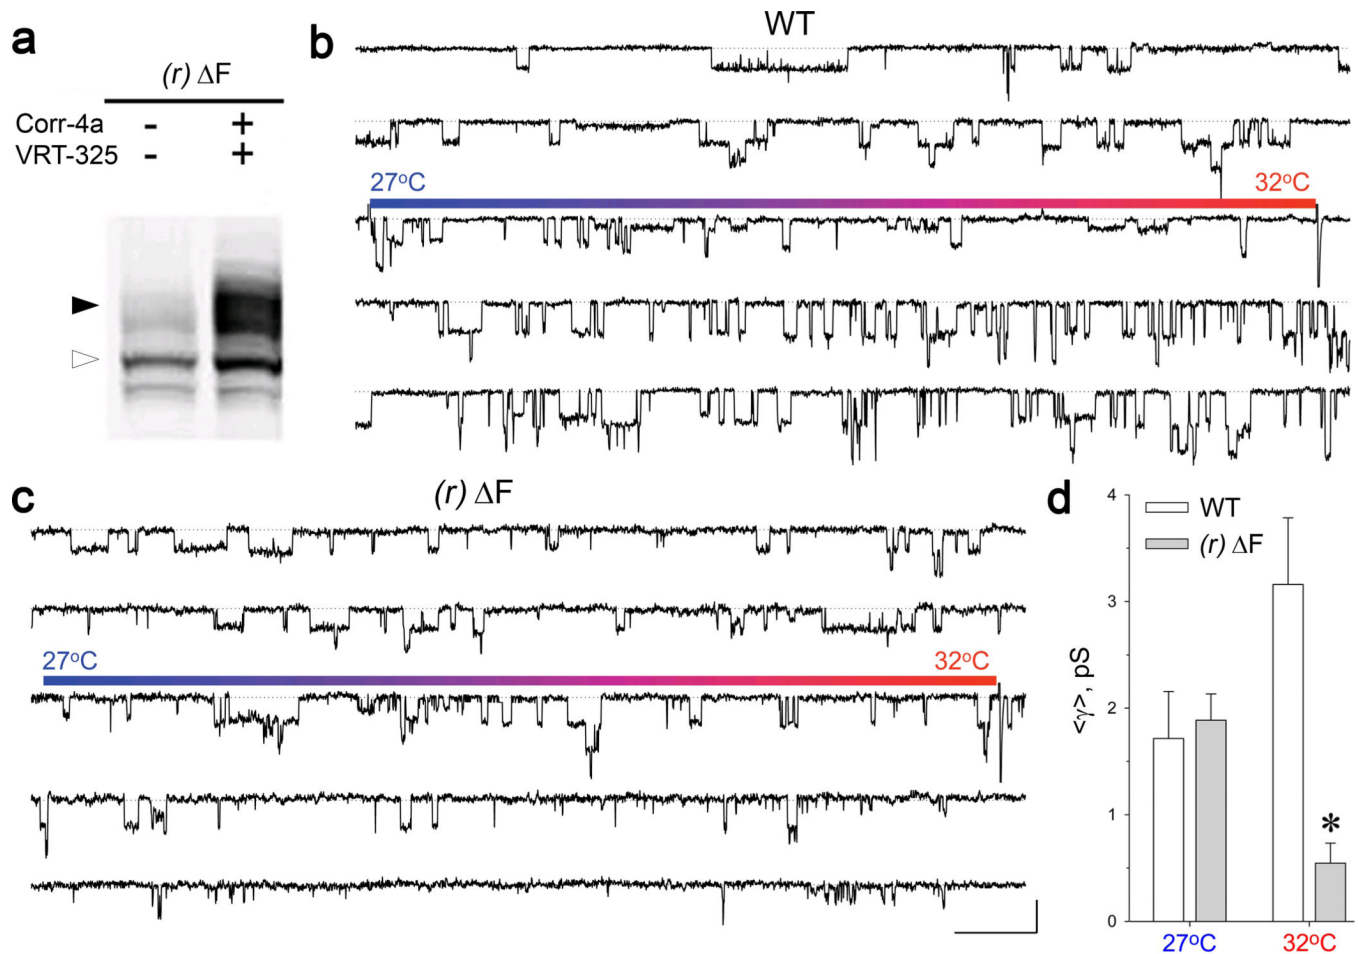 a
(r) ΔF
Corr-4a - +
VRT-325 - +
b
WT
27°C 32°C
c
(r) ΔF
27°C 32°C
d
4
3
2
1
0
<γ>, pS
WT
(r) ΔF
*
27°C 32°C